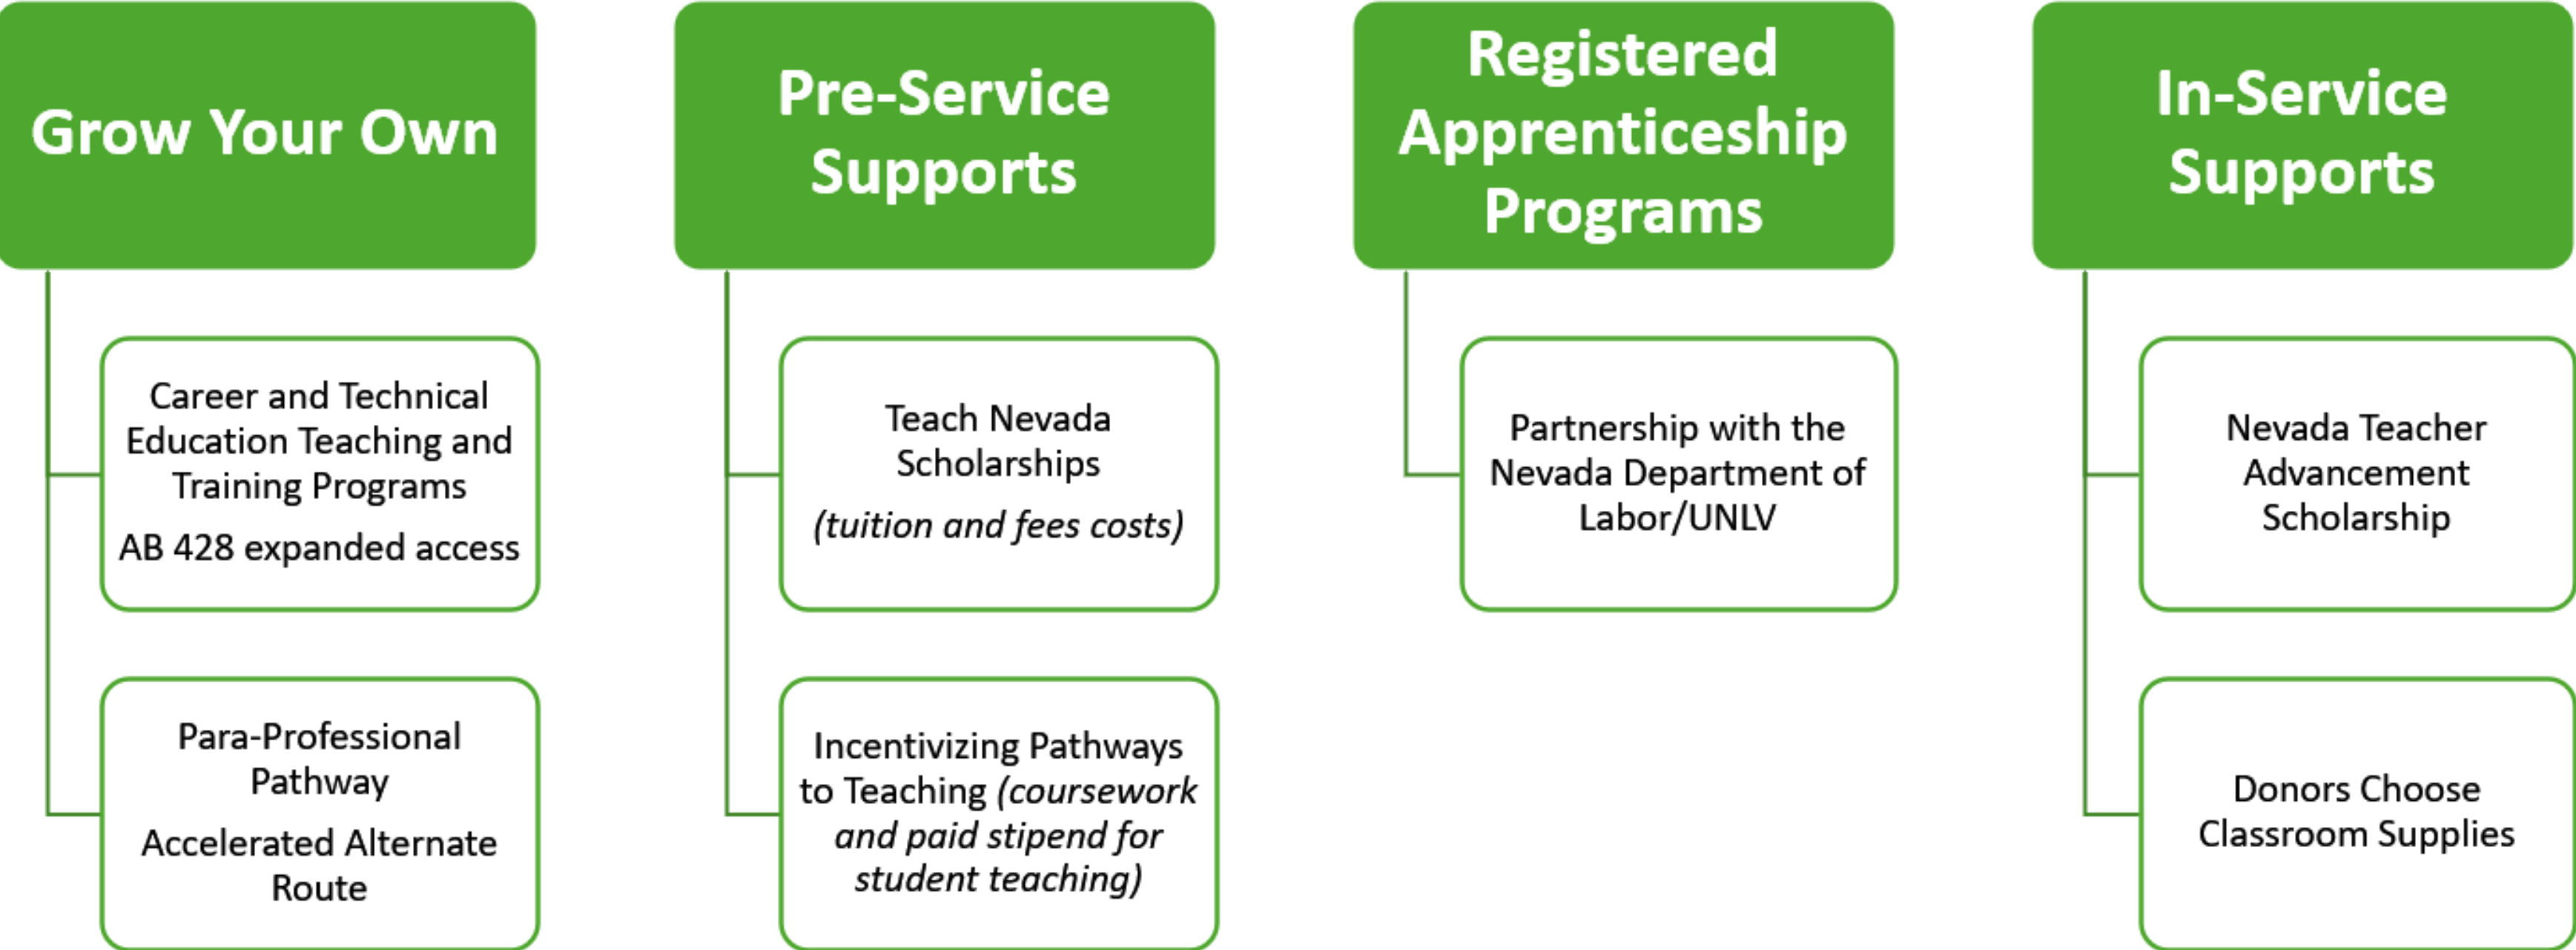 Grow Your Own
Career and Technical
Education Teaching and
Training Programs
AB 428 expanded access
Para-Professional
Pathway
Accelerated Alternate
Route
Pre-Service
Supports
Teach Nevada
Scholarships
(tuition and fees costs)
Incentivizing Pathways
to Teaching (coursework
and paid stipend for
student teaching)
Registered
Apprenticeship
Programs
Partnership with the
Nevada Department of
Labor/UNLV
In-Service
Supports
Nevada Teacher
Advancement
Scholarship
Donors Choose
Classroom Supplies